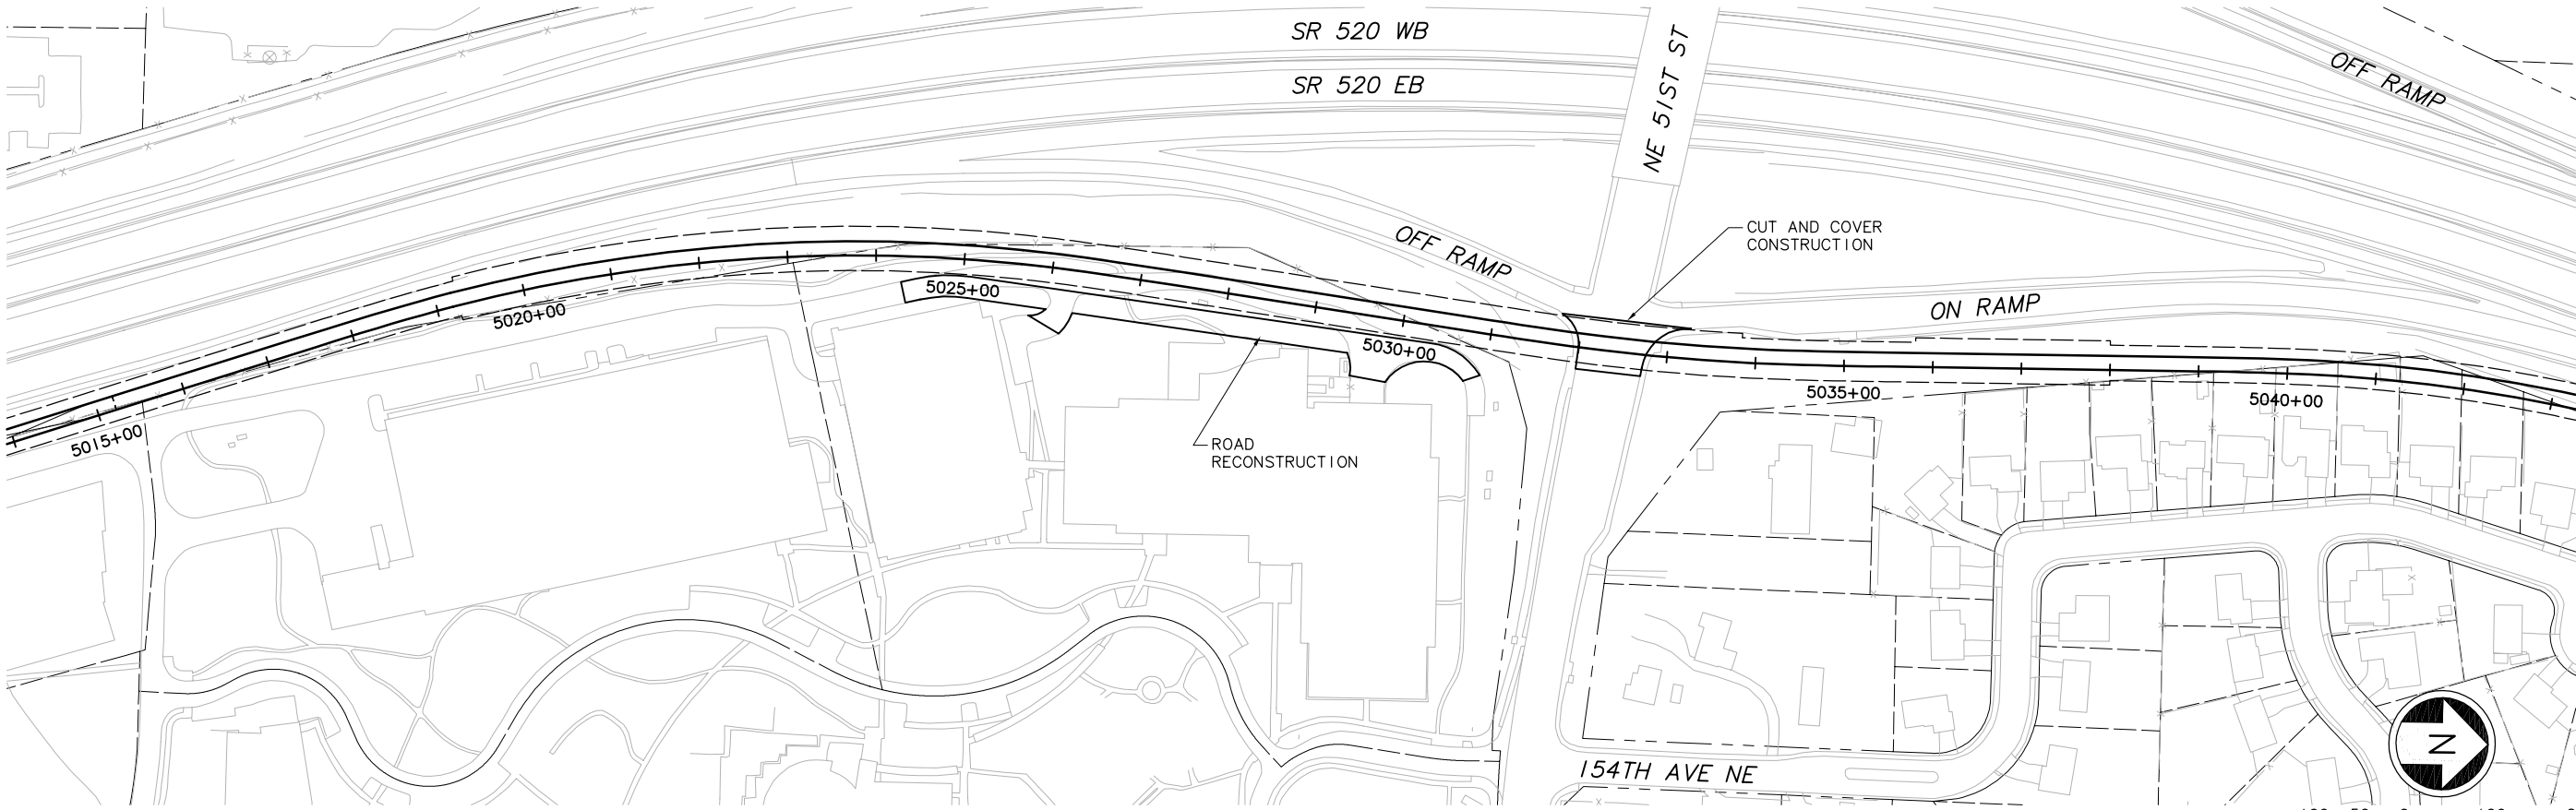 SR 520 WB
SR 520 EB
NE 51ST ST
OFF RAMP
OFF RAMP
CUT AND COVER
CONSTRUCTION
ON RAMP
5015+00
5020+00
5025+00
5030+00
5035+00
5040+00
ROAD
RECONSTRUCTION
154TH AVE NE
N